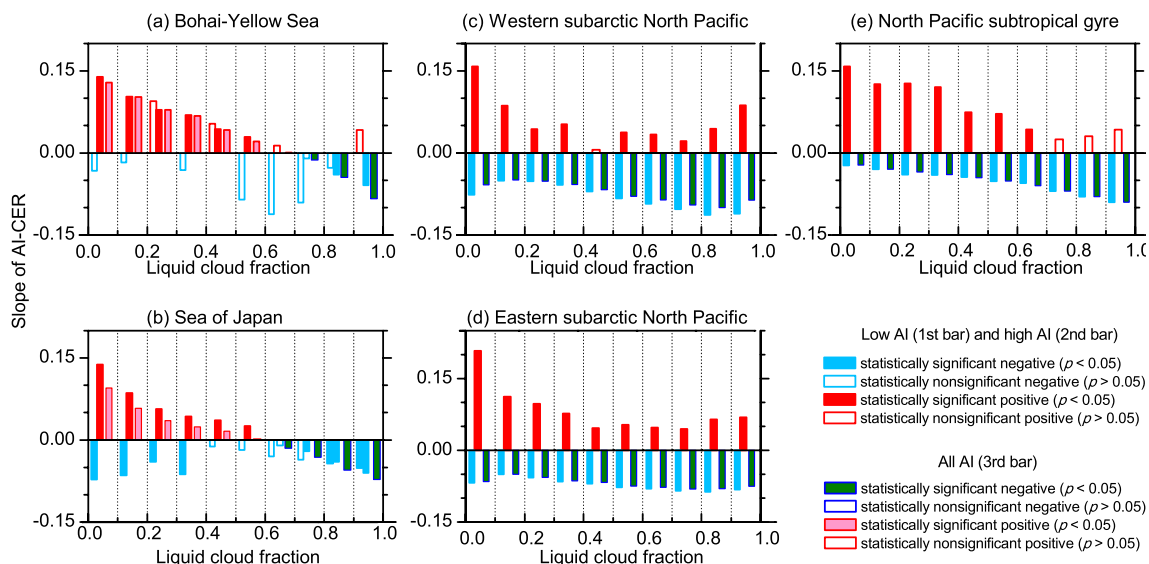 (a) Bohai-Yellow Sea
(c) Western subarctic North Pacific
(e) North Pacific subtropical gyre
0.15
0.00
-0.15
0.0 0.2 0.4 0.6 0.8 1.0
Liquid cloud fraction
0.15
0.00
-0.15
0.0 0.2 0.4 0.6 0.8 1.0
Liquid cloud fraction
0.15
0.00
-0.15
0.0 0.2 0.4 0.6 0.8 1.0
Liquid cloud fraction
Slope of AI-CER
(b) Sea of Japan
(d) Eastern subarctic North Pacific
0.15
0.00
-0.15
0.0 0.2 0.4 0.6 0.8 1.0
Liquid cloud fraction
0.15
0.00
-0.15
0.0 0.2 0.4 0.6 0.8 1.0
Liquid cloud fraction
Low AI (1st bar) and high AI (2nd bar)
statistically significant negative (p < 0.05)
statistically nonsignificant negative (p > 0.05)
statistically significant positive (p < 0.05)
statistically nonsignificant positive (p > 0.05)
All AI (3rd bar)
statistically significant negative (p < 0.05)
statistically nonsignificant negative (p > 0.05)
statistically significant positive (p < 0.05)
statistically nonsignificant positive (p > 0.05)